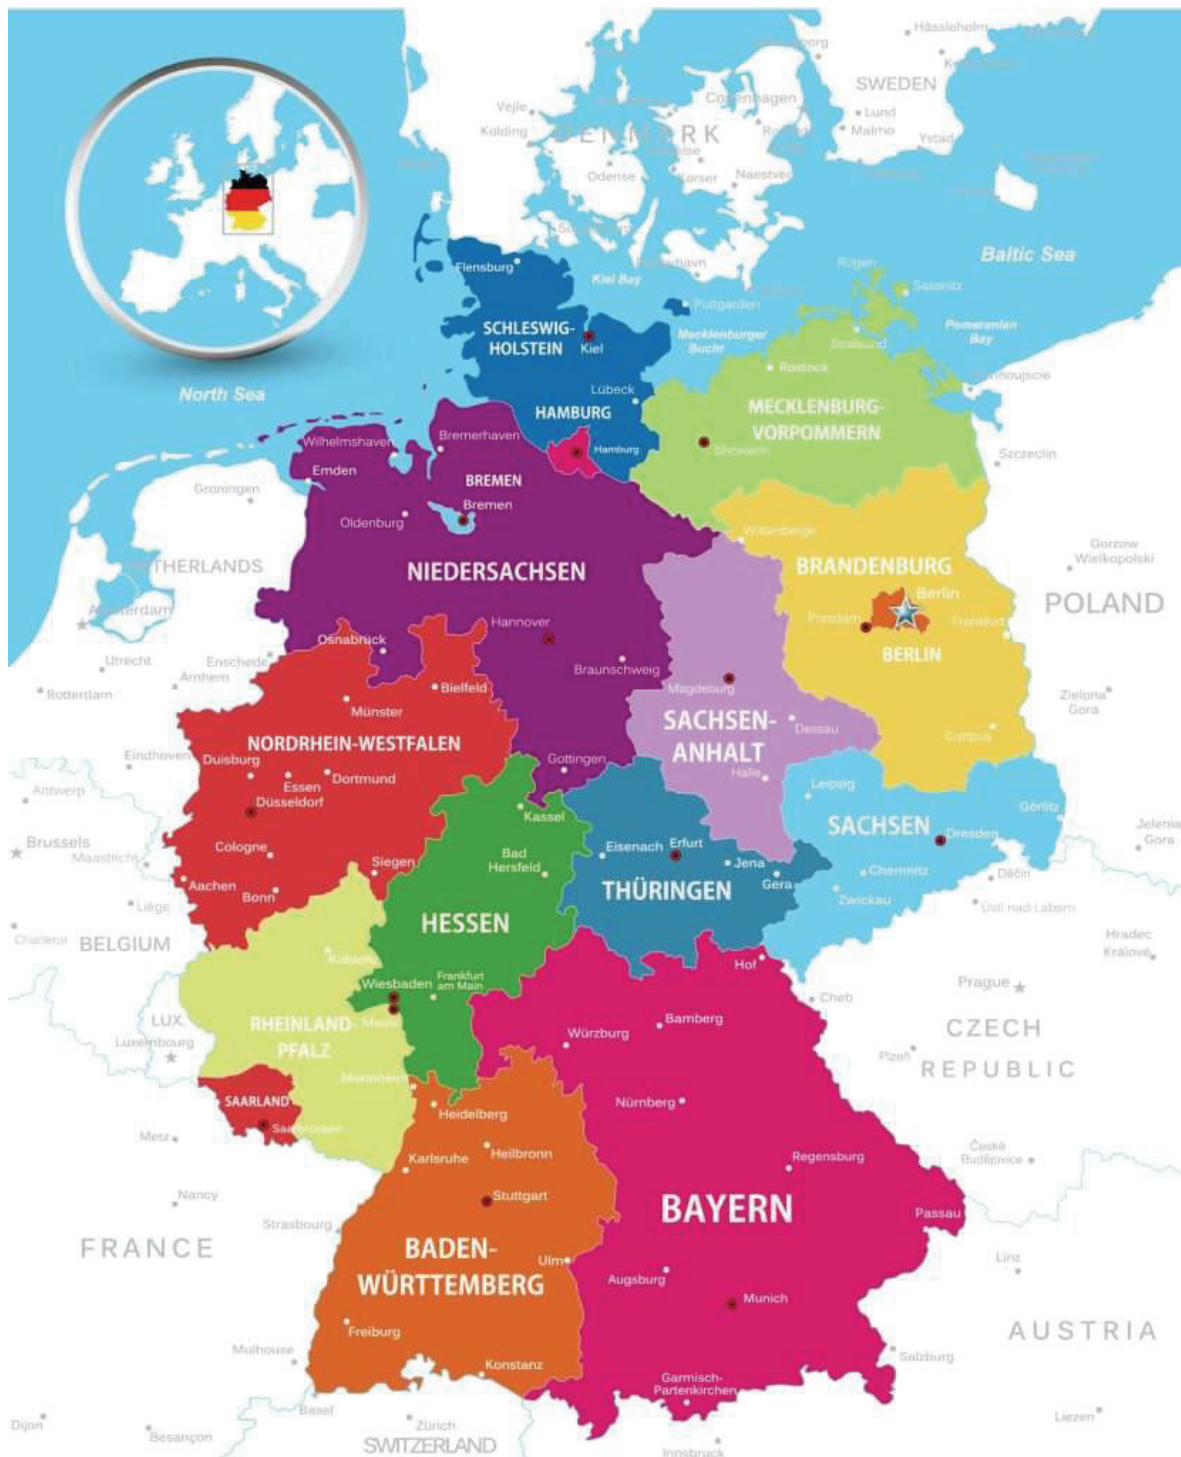 Hässleholm
SWEDEN
Copenhagen
Vejle
Lund
Kolding
DENMARK
Malmo
Ystad
Odense
Korser
Naestved
Baltic Sea
Flensburg
Kiel Bay
Rügen
Sassnitz
Puttgarden
SCHLESWIG-
HOLSTEIN
Kiel
Mecklenburger
Bucht
Stralsund
Pomeranian
Bay
Rostock
North Sea
Lübeck
HAMBURG
MECKLENBURG-
VORPOMMERN
Wilhelmshaven
Bremerhaven
Hamburg
Szczecin
Emden
BREMEN
Groningen
Bremen
Oldenburg
Wittenberge
Gorzow
Wielkopolski
NIEDERSACHSEN
BRANDENBURG
Berlin
POLAND
Amsterdam
Hannover
Frankfurt
Osnabrück
BERLIN
Utrecht
Enschede
Arnhem
Braunschweig
Rotterdam
Bielfeld
Magdeburg
Zielona
Gora
Münster
SACHSEN-
ANHALT
Dessau
NORDRHEIN-WESTFALEN
Eindhoven
Duisburg
Gottingen
Essen
Dortmund
Halle
Leipzig
Antwerp
Düsseldorf
Kassel
Görlitz
SACHSEN
Jelenia
Gora
Brussels
Dresden
Maastricht
Cologne
Siegen
Bad
Hersfeld
Eisenach
Erfurt
Jena
Gera
Chemnitz
Děčín
Aachen
Bonn
THÜRINGEN
Zwickau
Liège
Ústí nad Labem
Charleroi
BELGIUM
HESSEN
Hradec
Králové
Koblenz
Hof
Wiesbaden
Frankfurt
am Main
Prague
Cheb
LUX.
Mainz
Bamberg
CZECH
REPUBLIC
RHEINLAND-
PFALZ
Würzburg
Luxembourg
Plzeň
Mannheim
SAARLAND
Heidelberg
Nürnberg
Saarbrücken
Metz
Heilbronn
České
Budějovice
Karlsruhe
Regensburg
Nancy
Stuttgart
BAYERN
Passau
Strasbourg
FRANCE
BADEN-
WÜRTTEMBERG
Ulm
Linz
Augsburg
Munich
Freiburg
AUSTRIA
Mulhouse
Salzburg
Konstanz
Garmisch-
Partenkirchen
Basel
Dijon
Besançon
Zürich
SWITZERLAND
Liezen
Innsbruck